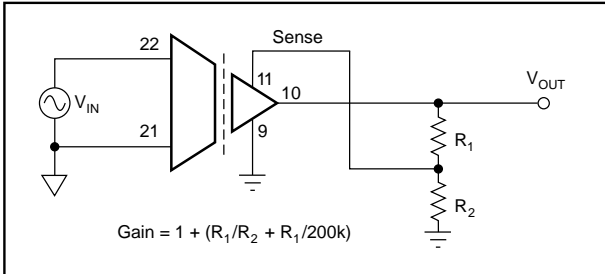 22
Sense
11
10
V_OUT
V_IN
21
9
R_1
R_2
Gain = 1 + (R_1/R_2 + R_1/200k)